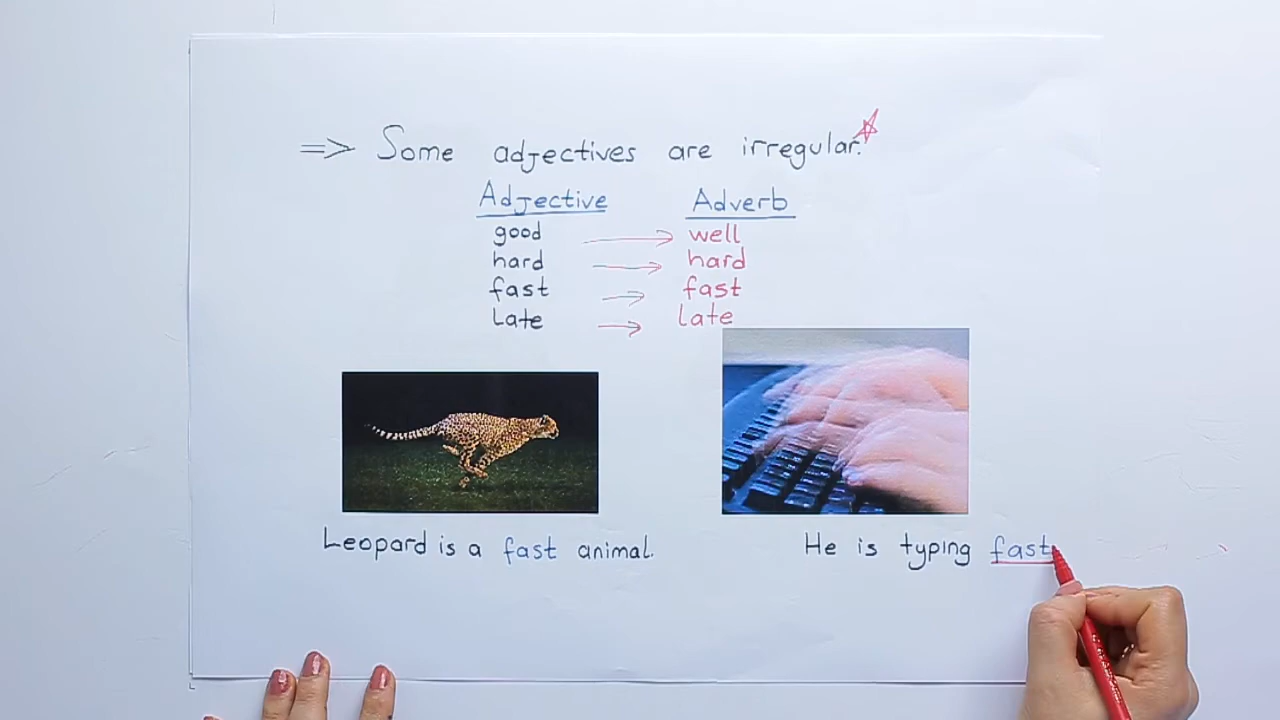 => Some adjectives are irregular.
Adjective Adverb
good → well
hard → hard
fast → fast
Late → late
Leopard is a fast animal.
He is typing fast